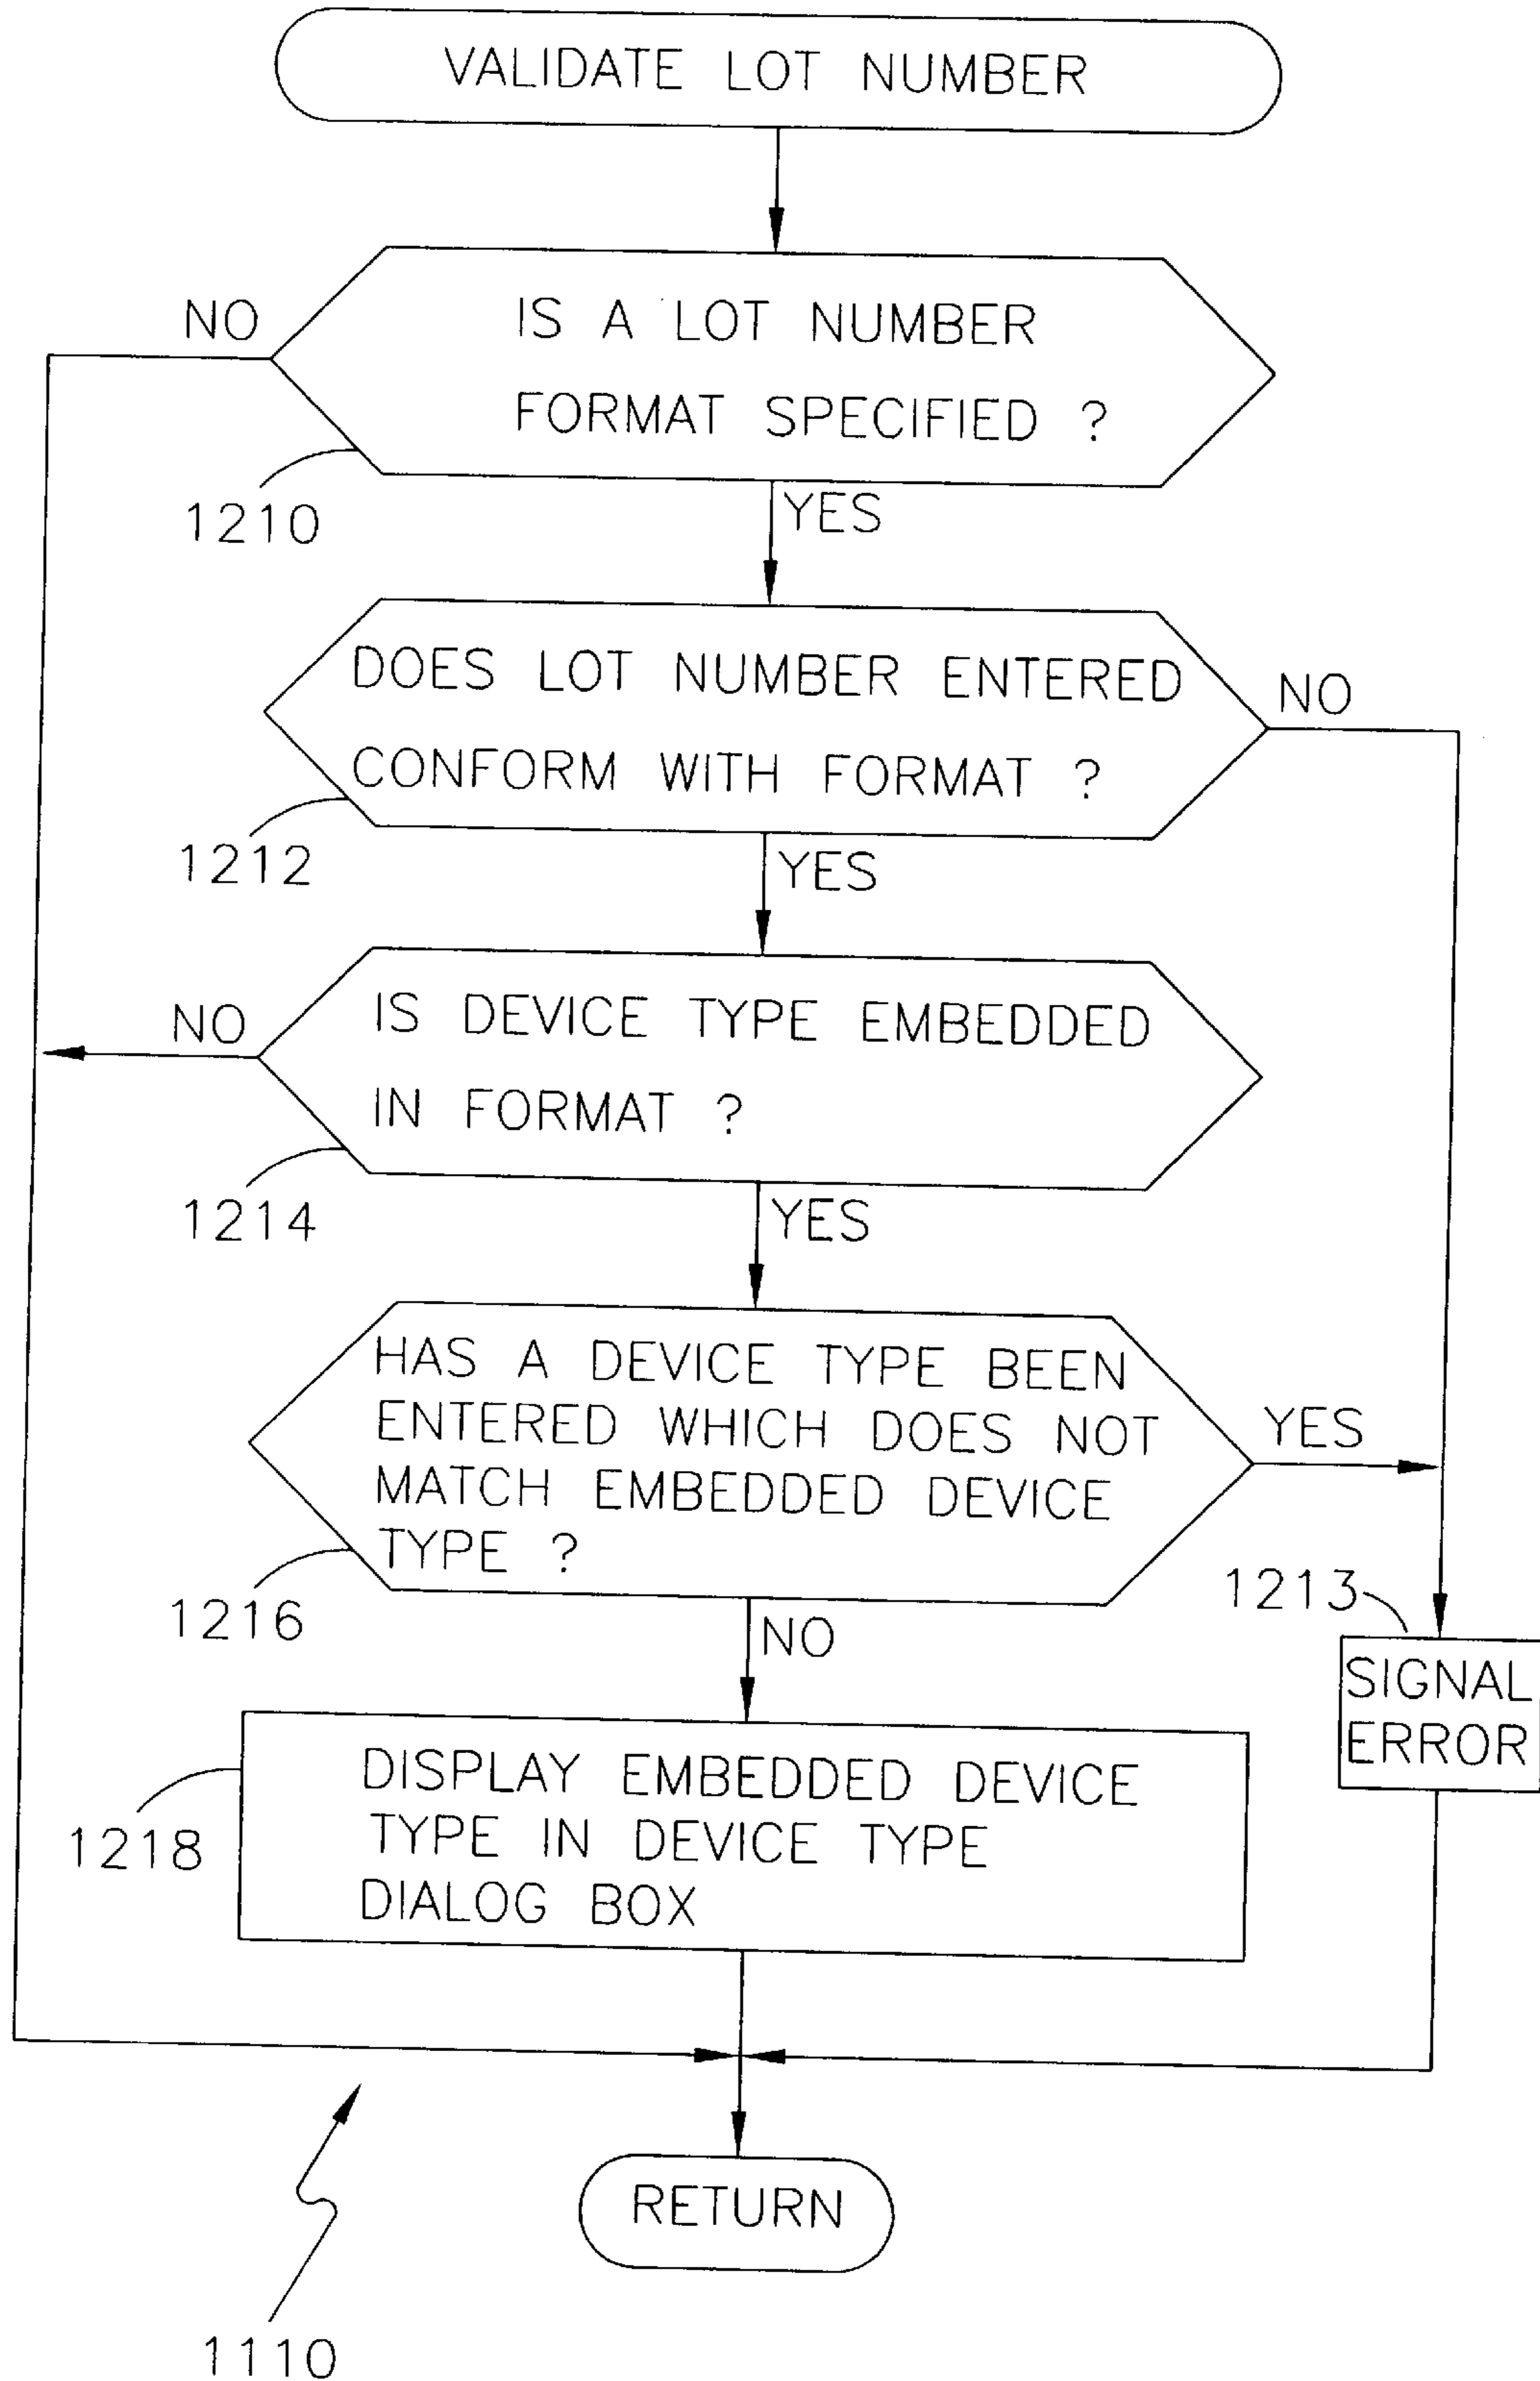 VALIDATE LOT NUMBER
NO
IS A LOT NUMBER
FORMAT SPECIFIED ?
1210
YES
DOES LOT NUMBER ENTERED
CONFORM WITH FORMAT ?
NO
1212
YES
NO
IS DEVICE TYPE EMBEDDED
IN FORMAT ?
1214
YES
HAS A DEVICE TYPE BEEN
ENTERED WHICH DOES NOT
MATCH EMBEDDED DEVICE
TYPE ?
YES
1216
NO
1213
SIGNAL
ERROR
DISPLAY EMBEDDED DEVICE
TYPE IN DEVICE TYPE
DIALOG BOX
1218
RETURN
1110